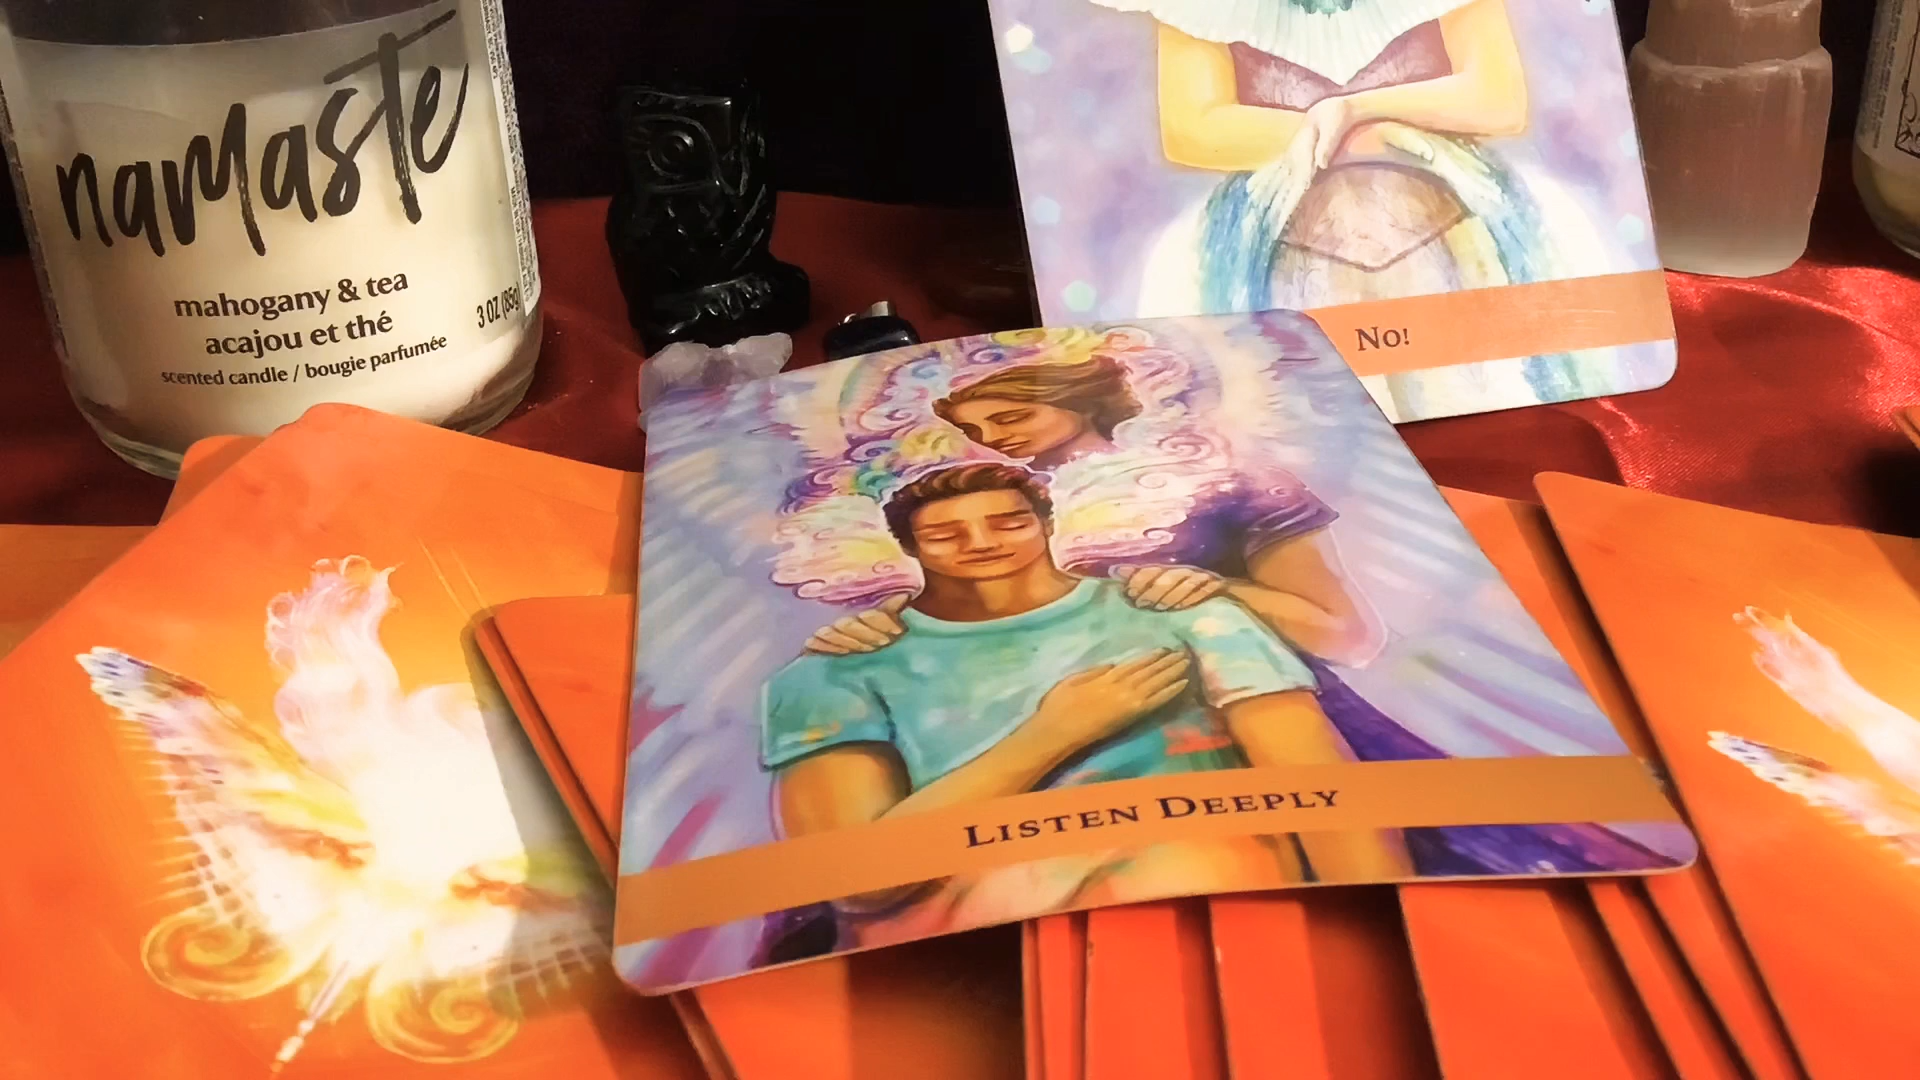 namaste
mahogany & tea
acajou et thé
scented candle / bougie parfumée
3 OZ (85g)
No!
Listen Deeply